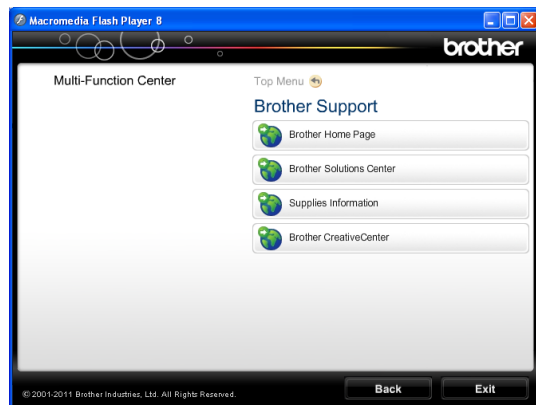 Macromedia Flash Player 8
brother
Multi-Function Center
Top Menu
Brother Support
Brother Home Page
Brother Solutions Center
Supplies Information
Brother CreativeCenter
© 2001-2011 Brother Industries, Ltd. All Rights Reserved.
Back
Exit